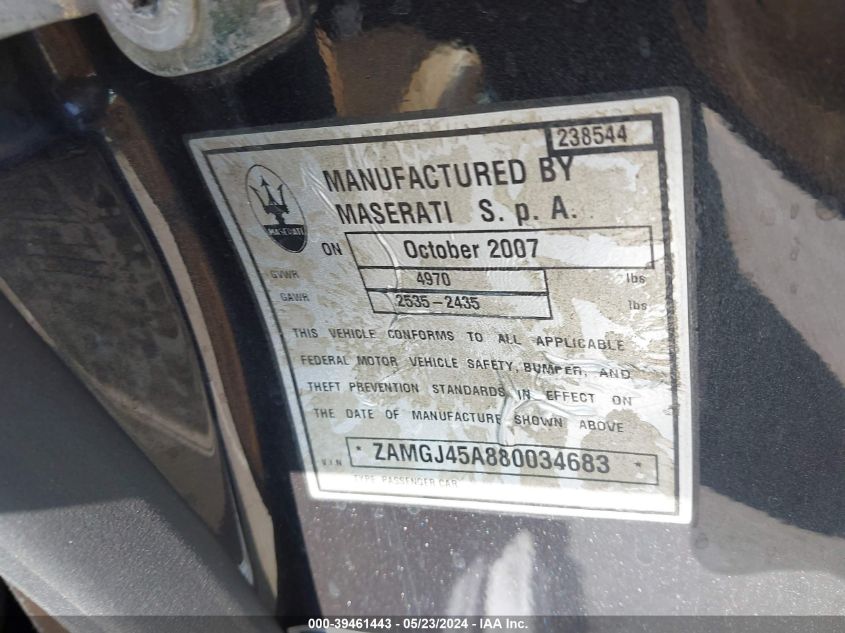 238544
MANUFACTURED BY
MASERATI S. p. A.
MASERATI
ON October 2007
GVWR 4970 lbs
GAWR 2535-2435 lbs
THIS VEHICLE CONFORMS TO ALL APPLICABLE
FEDERAL MOTOR VEHICLE SAFETY, BUMPER, AND
THEFT PREVENTION STANDARDS IN EFFECT ON
THE DATE OF MANUFACTURE SHOWN ABOVE
V.I.N. * ZAMGJ45A880034683 *
TYPE PASSENGER CAR
000-39461443 - 05/23/2024 - IAA Inc.